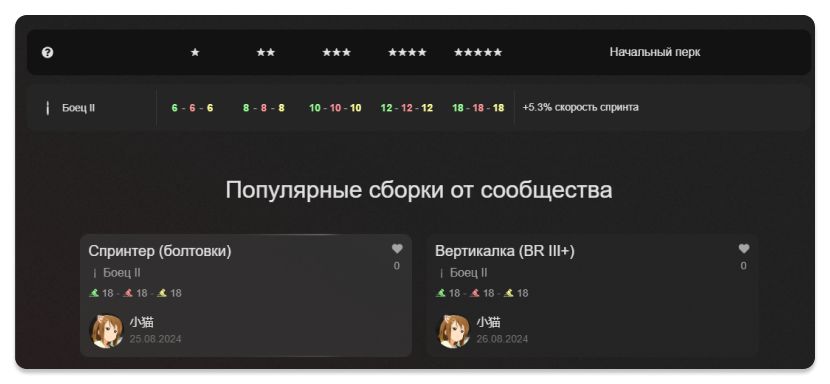 ★ ★★ ★★★ ★★★★ ★★★★★ Начальный перк
Боец II 6 - 6 - 6 8 - 8 - 8 10 - 10 - 10 12 - 12 - 12 18 - 18 - 18 +5.3% скорость спринта
Популярные сборки от сообщества
Спринтер (болтовки)
Боец II
0
18 - 18 - 18
小猫
25.08.2024
Вертикалка (BR III+)
Боец II
0
18 - 18 - 18
小猫
26.08.2024